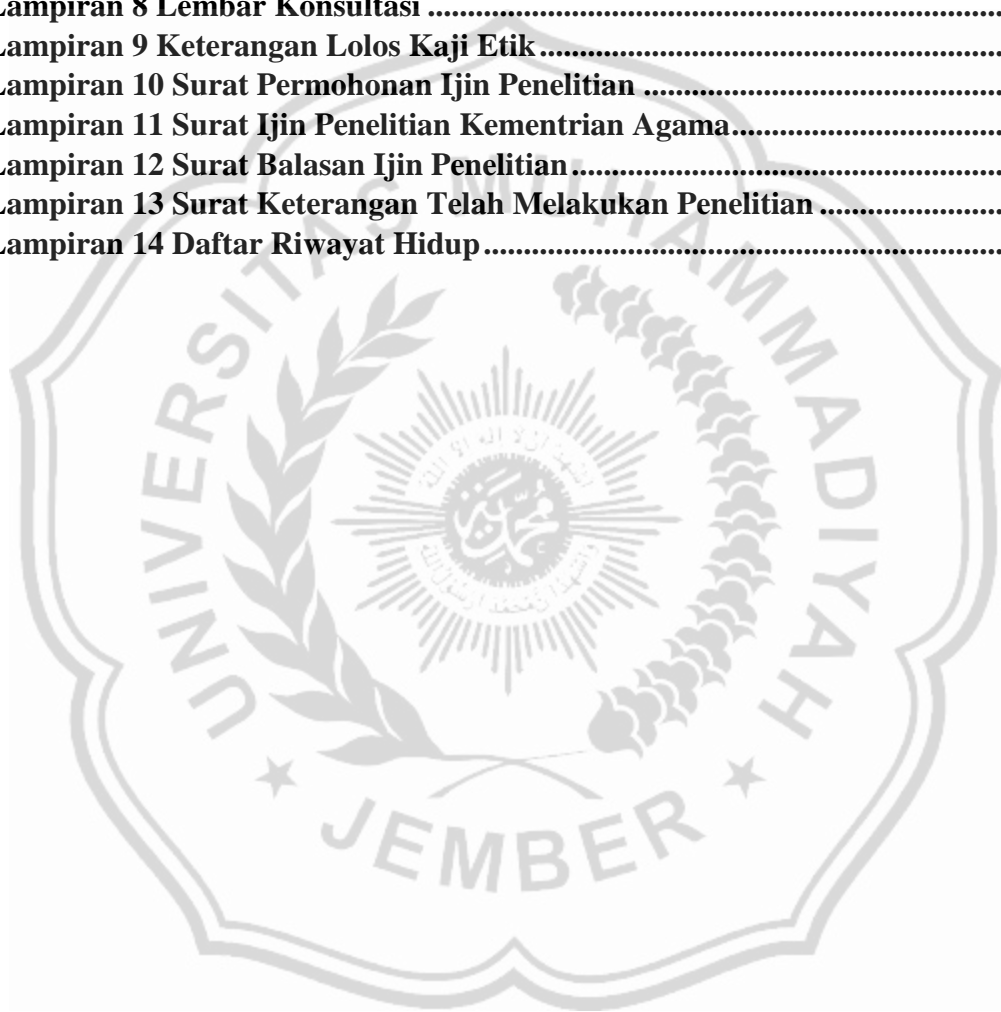 Lampiran 8 Lembar Konsultasi ........................................................................
Lampiran 9 Keterangan Lolos Kaji Etik ..........................................................
Lampiran 10 Surat Permohonan Ijin Penelitian .............................................
Lampiran 11 Surat Ijin Penelitian Kementrian Agama..................................
Lampiran 12 Surat Balasan Ijin Penelitian ......................................................
Lampiran 13 Surat Keterangan Telah Melakukan Penelitian .......................
Lampiran 14 Daftar Riwayat Hidup .................................................................
UNIVERSITAS MUHAMMADIYAH
JEMBER